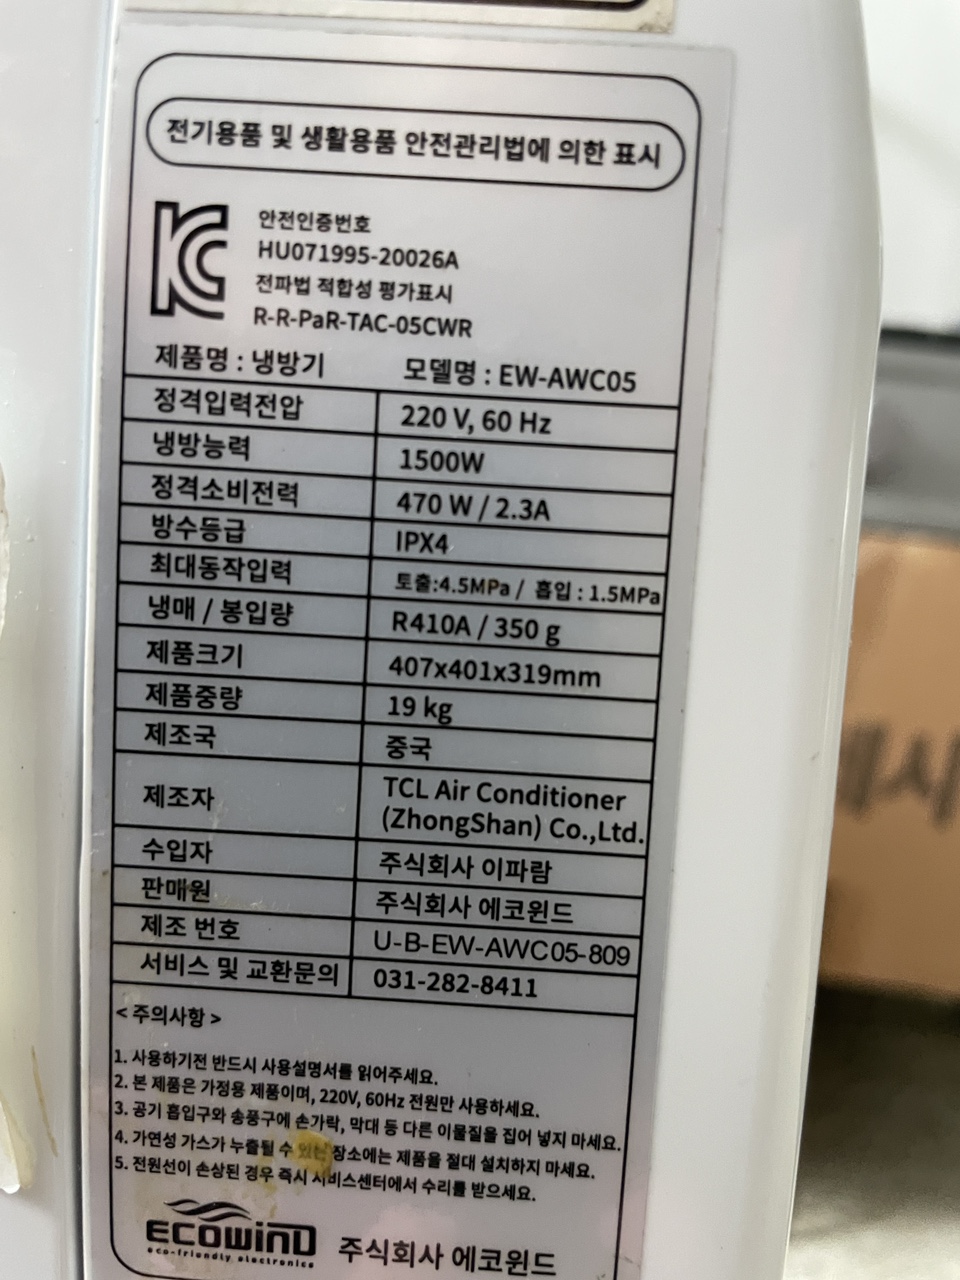 전기용품 및 생활용품 안전관리법에 의한 표시
안전인증번호
HU071995-20026A
전파법 적합성 평가표시
R-R-PaR-TAC-05CWR
제품명 : 냉방기 모델명 : EW-AWC05
정격입력전압 220 V, 60 Hz
냉방능력 1500W
정격소비전력 470 W / 2.3A
방수등급 IPX4
최대동작압력 토출:4.5MPa / 흡입 : 1.5MPa
냉매 / 봉입량 R410A / 350 g
제품크기 407x401x319mm
제품중량 19 kg
제조국 중국
제조자 TCL Air Conditioner
(ZhongShan) Co.,Ltd.
수입자 주식회사 이파람
판매원 주식회사 에코윈드
제조 번호 U-B-EW-AWC05-809
서비스 및 교환문의 031-282-8411
< 주의사항 >
1. 사용하기전 반드시 사용설명서를 읽어주세요.
2. 본 제품은 가정용 제품이며, 220V, 60Hz 전원만 사용하세요.
3. 공기 흡입구와 송풍구에 손가락, 막대 등 다른 이물질을 집어 넣지 마세요.
4. 가연성 가스가 누출될 수 있는 장소에는 제품을 절대 설치하지 마세요.
5. 전원선이 손상된 경우 즉시 서비스센터에서 수리를 받으세요.
ECOWIND
eco-friendly electronics
주식회사 에코윈드